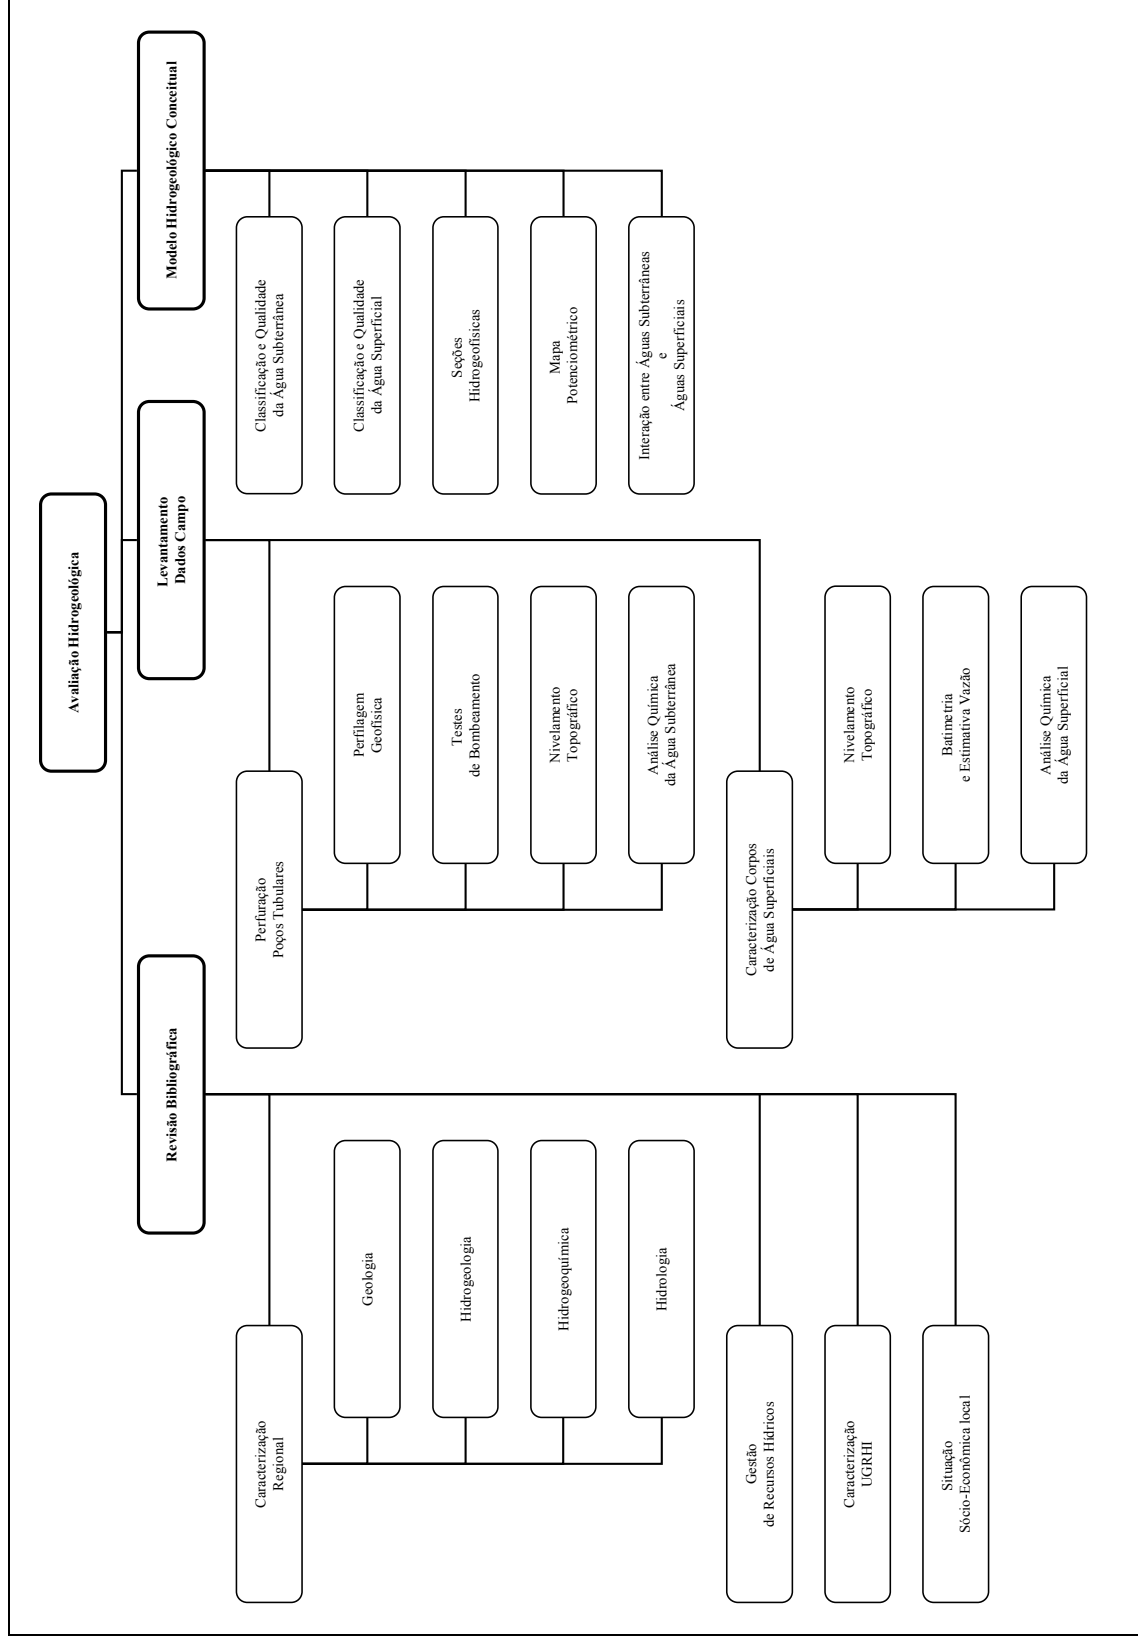 Avaliação Hidrogeológica
Revisão Bibliográfica
Caracterização
Regional
Geologia
Hidrogeologia
Hidrogeoquímica
Hidrologia
Gestão
de Recursos Hídricos
Caracterização
UGRHI
Situação
Sócio-Econômica local
Levantamento
Dados Campo
Perfuração
Poços Tubulares
Perfilagem
Geofísica
Testes
de Bombeamento
Nivelamento
Topográfico
Análise Química
da Água Subterrânea
Caracterização Corpos
de Água Superficiais
Nivelamento
Topográfico
Batimetria
e Estimativa Vazão
Análise Química
da Água Superficial
Modelo Hidrogeológico Conceitual
Classificação e Qualidade
da Água Subterrânea
Classificação e Qualidade
da Água Superficial
Seções
Hidrogeofísicas
Mapa
Potenciométrico
Interação entre Águas Subterrâneas
e
Águas Superficiais